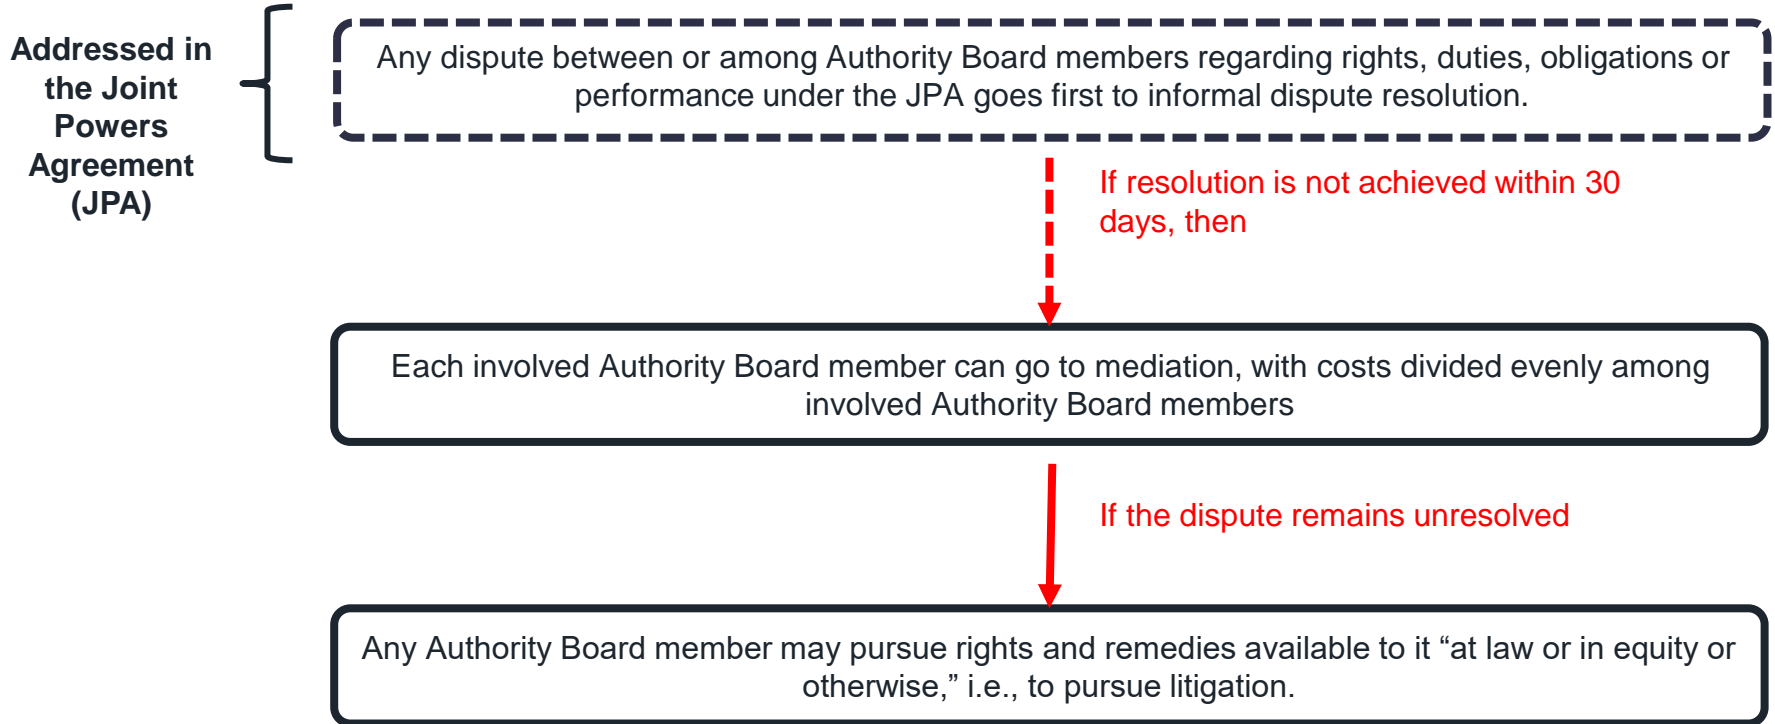 Addressed in
the Joint
Powers
Agreement
(JPA)
Any dispute between or among Authority Board members regarding rights, duties, obligations or
performance under the JPA goes first to informal dispute resolution.
If resolution is not achieved within 30
days, then
Each involved Authority Board member can go to mediation, with costs divided evenly among
involved Authority Board members
If the dispute remains unresolved
Any Authority Board member may pursue rights and remedies available to it “at law or in equity or
otherwise,” i.e., to pursue litigation.